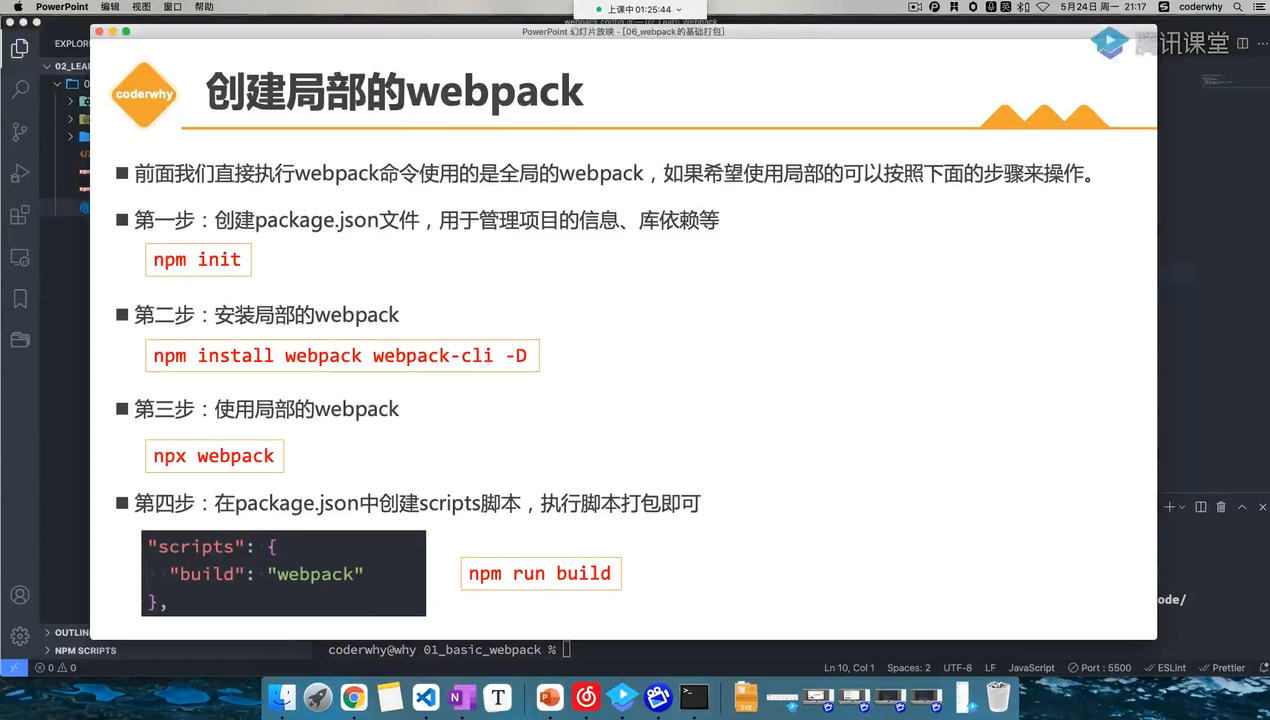 PowerPoint 编辑 视图 窗口 帮助
上课中01:25:44
5月24日 周一 21:17 coderwhy
PowerPoint 幻灯片放映 - [06_webpack的基础打包]
腾讯课堂
EXPLOR
02_LEA
coderwhy
创建局部的webpack
前面我们直接执行webpack命令使用的是全局的webpack，如果希望使用局部的可以按照下面的步骤来操作。
第一步：创建package.json文件，用于管理项目的信息、库依赖等
npm init
第二步：安装局部的webpack
npm install webpack webpack-cli -D
第三步：使用局部的webpack
npx webpack
第四步：在package.json中创建scripts脚本，执行脚本打包即可
"scripts": {
"build": "webpack"
},
npm run build
ode/
OUTLIN
NPM SCRIPTS
coderwhy@why 01_basic_webpack %
0 0
Ln 10, Col 1 Spaces: 2 UTF-8 LF JavaScript Port : 5500 ESLint Prettier